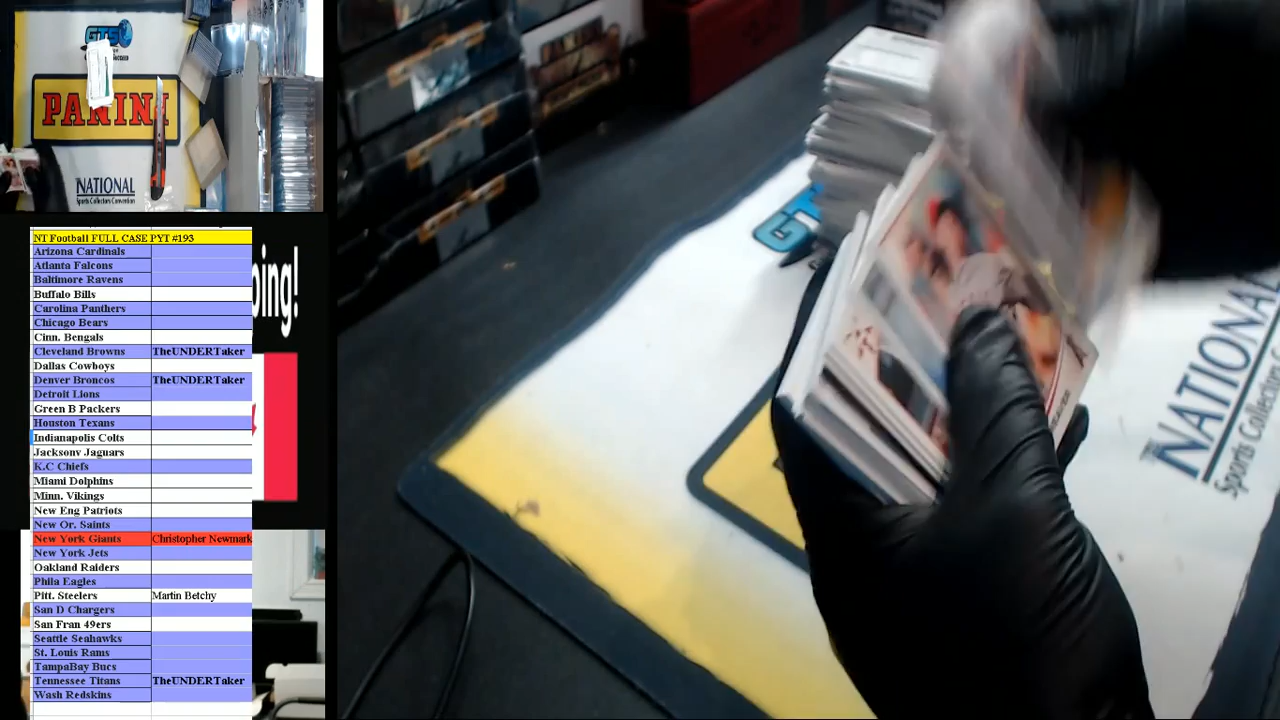 GTS
PANINI
NATIONAL
Sports Collectors Convention
NT Football FULL CASE PYT #193
Arizona Cardinals
Atlanta Falcons
Baltimore Ravens
Buffalo Bills
Carolina Panthers
Chicago Bears
Cinn. Bengals
Cleveland Browns TheUNDERTaker
Dallas Cowboys
Denver Broncos TheUNDERTaker
Detroit Lions
Green B Packers
Houston Texans
Indianapolis Colts
Jacksonv Jaguars
K.C Chiefs
Miami Dolphins
Minn. Vikings
New Eng Patriots
New Or. Saints
New York Giants Christopher Newmark
New York Jets
Oakland Raiders
Phila Eagles
Pitt. Steelers Martin Betchy
San D Chargers
San Fran 49ers
Seattle Seahawks
St. Louis Rams
TampaBay Bucs
Tennessee Titans TheUNDERTaker
Wash Redskins
ping!
GTS
NATIONAL
Sports Collectors Con